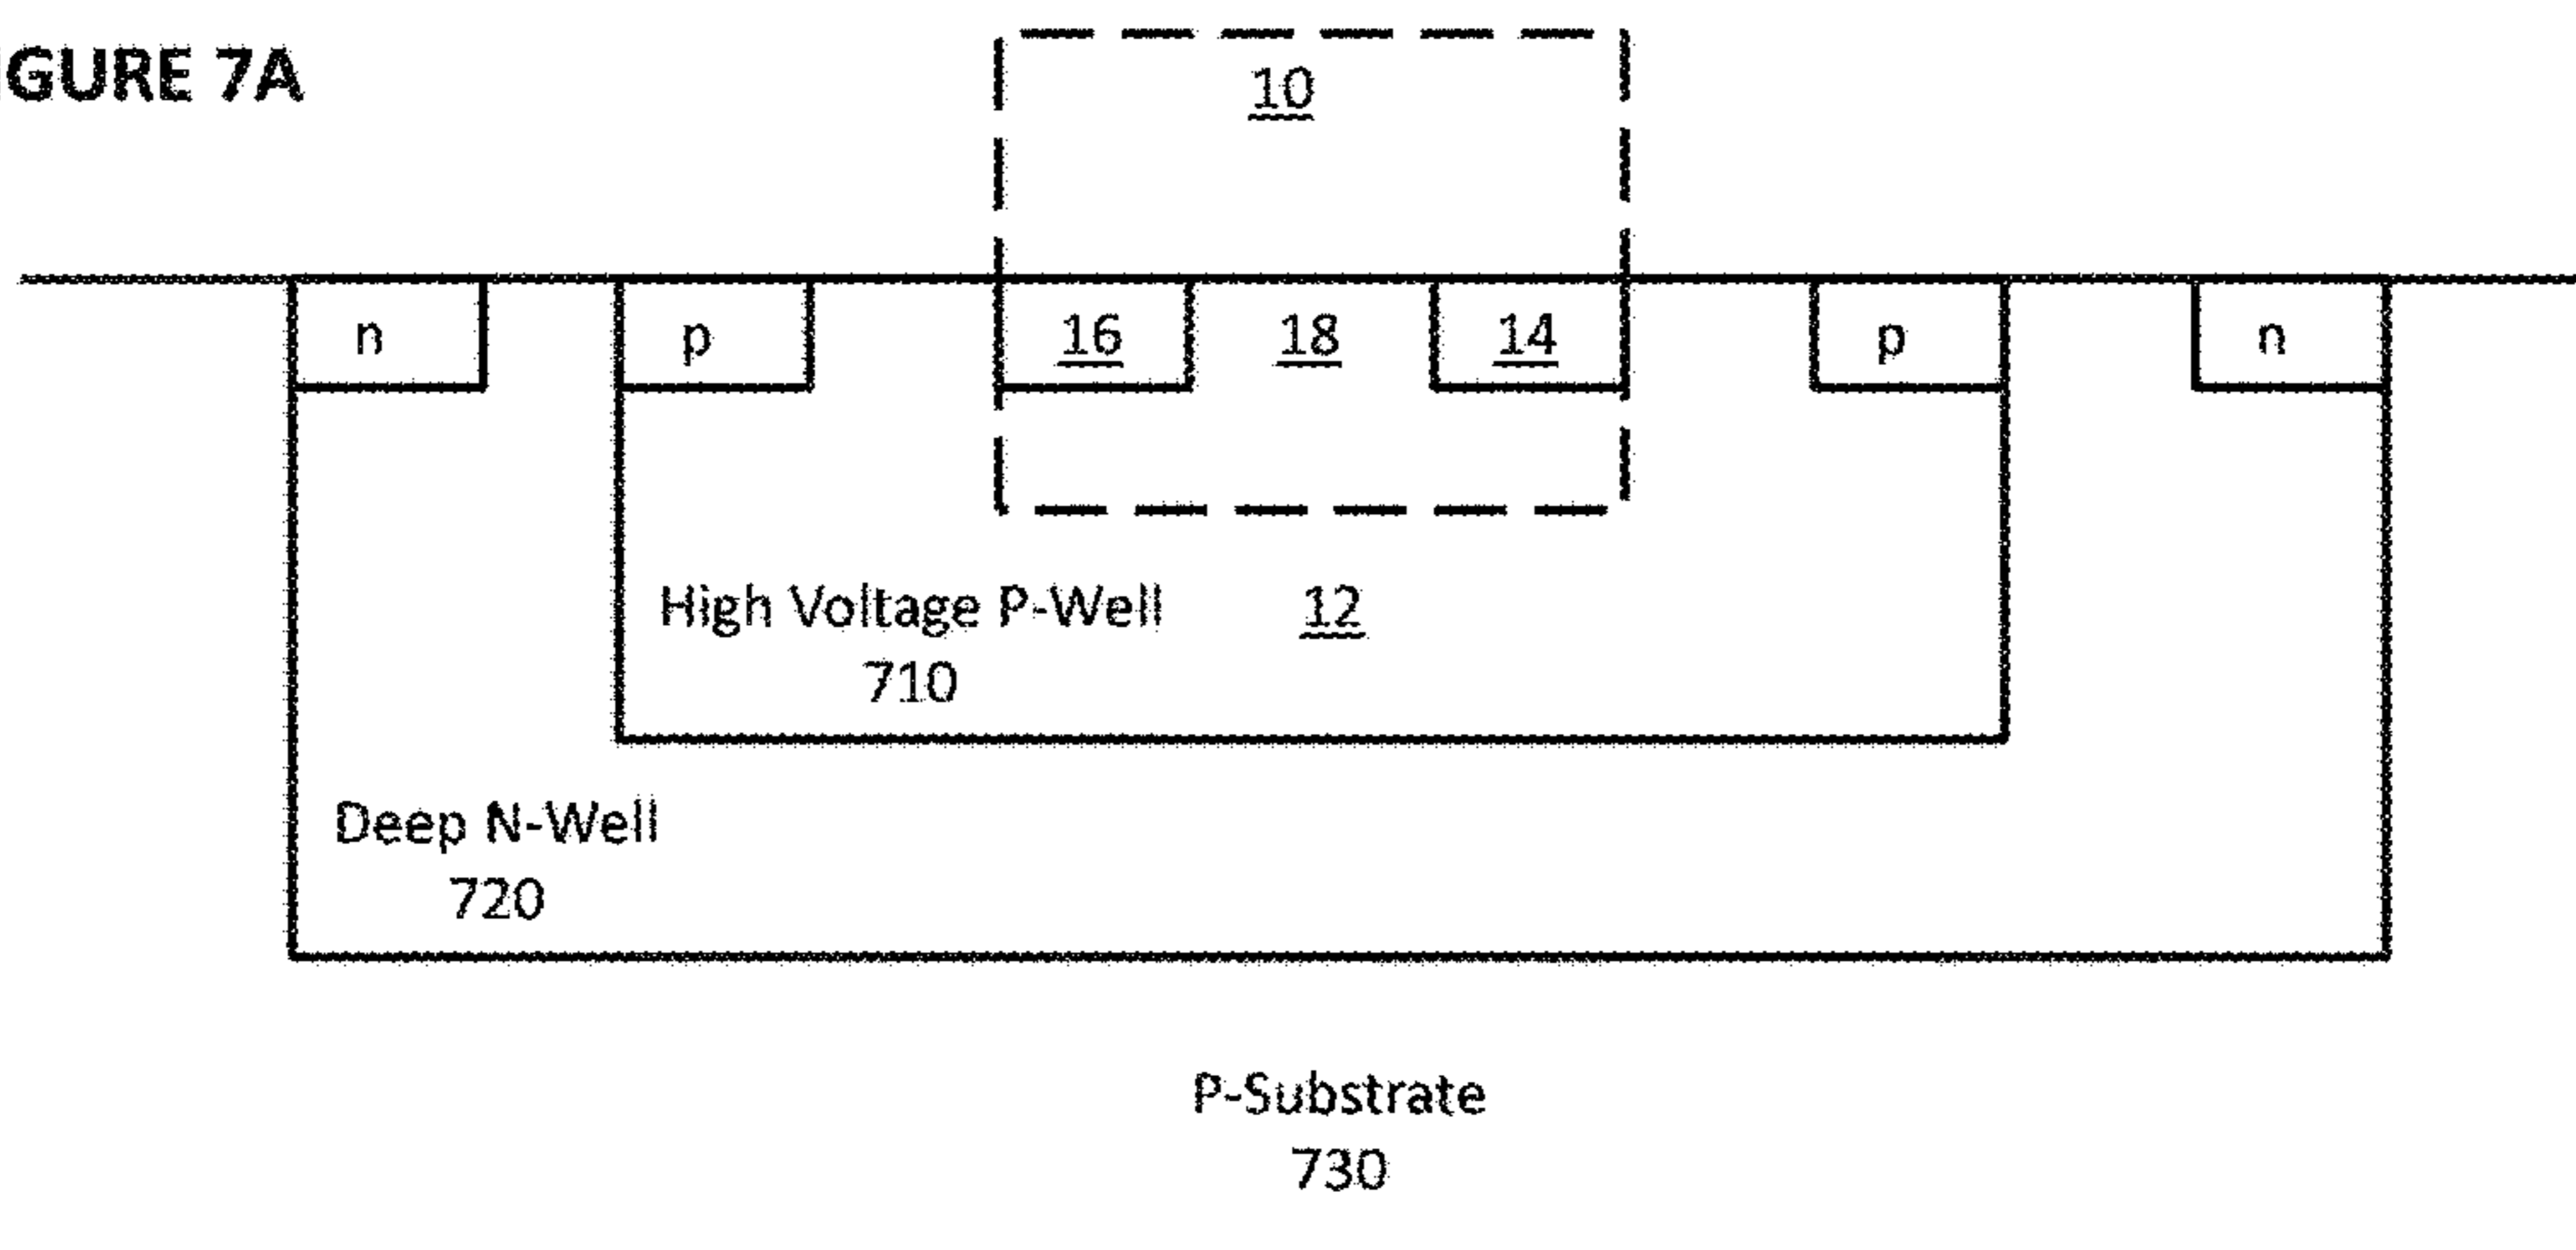 IGURE 7A
10
n p 16 18 14 p n
High Voltage P-Well 12
710
Deep N-Well
720
P-Substrate
730